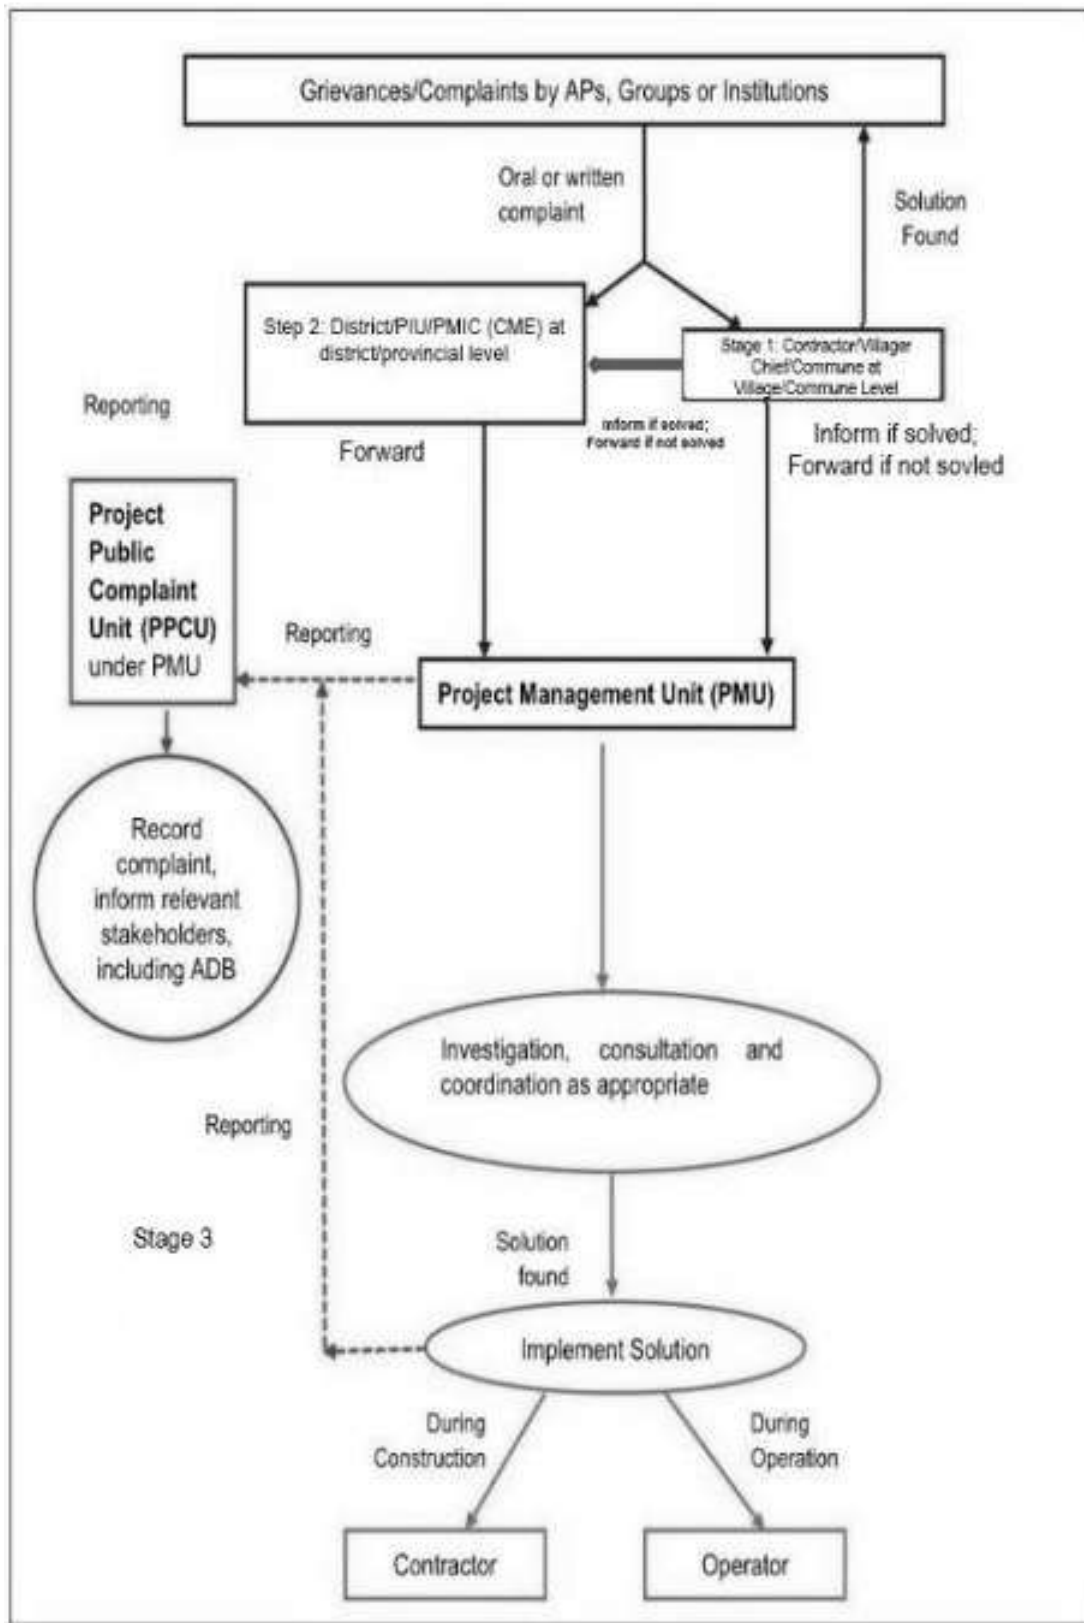 Grievances/Complaints by APs, Groups or Institutions
Oral or written
complaint
Solution
Found
Step 2: District/PIU/PMIC (CME) at
district/provincial level
Stage 1: Contractor/Villager
Chief/Commune at
Village/Commune Level
Reporting
Forward
Inform if solved;
Forward if not solved
Inform if solved;
Forward if not sovled
Project
Public
Complaint
Unit (PPCU)
under PMU
Reporting
Project Management Unit (PMU)
Record
complaint,
inform relevant
stakeholders,
including ADB
Investigation, consultation and
coordination as appropriate
Reporting
Stage 3
Solution
found
Implement Solution
During
Construction
During
Operation
Contractor
Operator